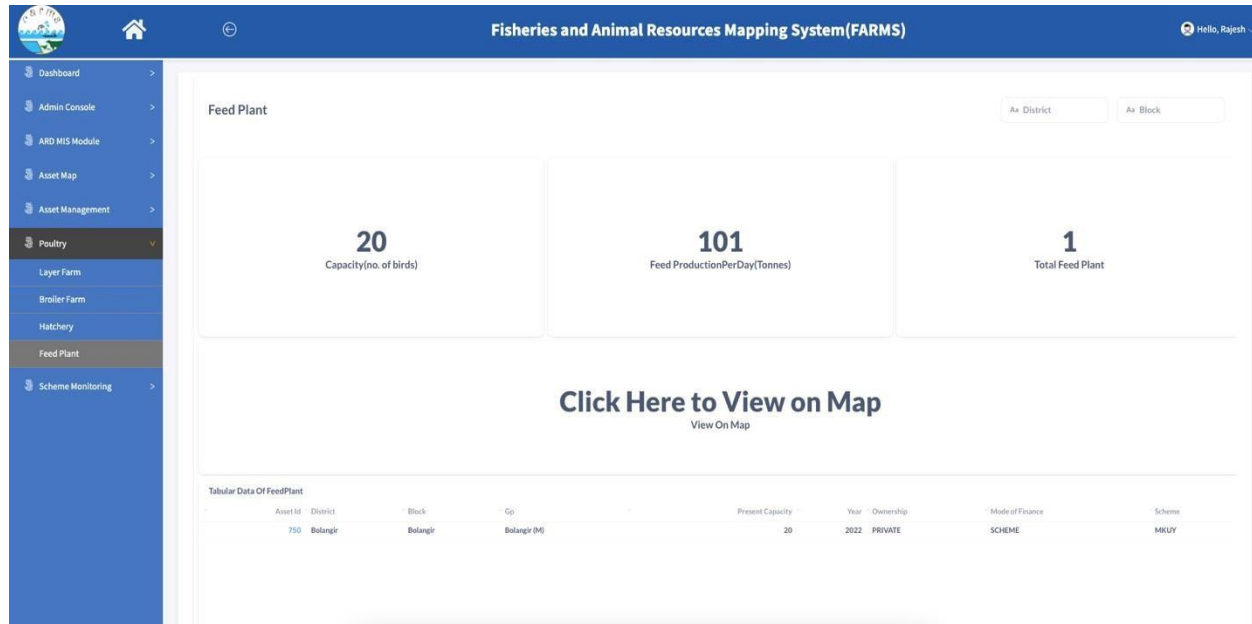 farms
Fisheries and Animal Resources Mapping System(FARMS)
Hello, Rajesh
Dashboard >
Admin Console >
ARD MIS Module >
Asset Map >
Asset Management >
Poultry
Layer Farm
Broiler Farm
Hatchery
Feed Plant
Scheme Monitoring >
Feed Plant
Aa District
Aa Block
20
Capacity(no. of birds)
101
Feed ProductionPerDay(Tonnes)
1
Total Feed Plant
Click Here to View on Map
View On Map
Tabular Data Of FeedPlant
Asset Id District Block Gp Present Capacity Year Ownership Mode of Finance Scheme
750 Bolangir Bolangir Bolangir (M) 20 2022 PRIVATE SCHEME MKUY